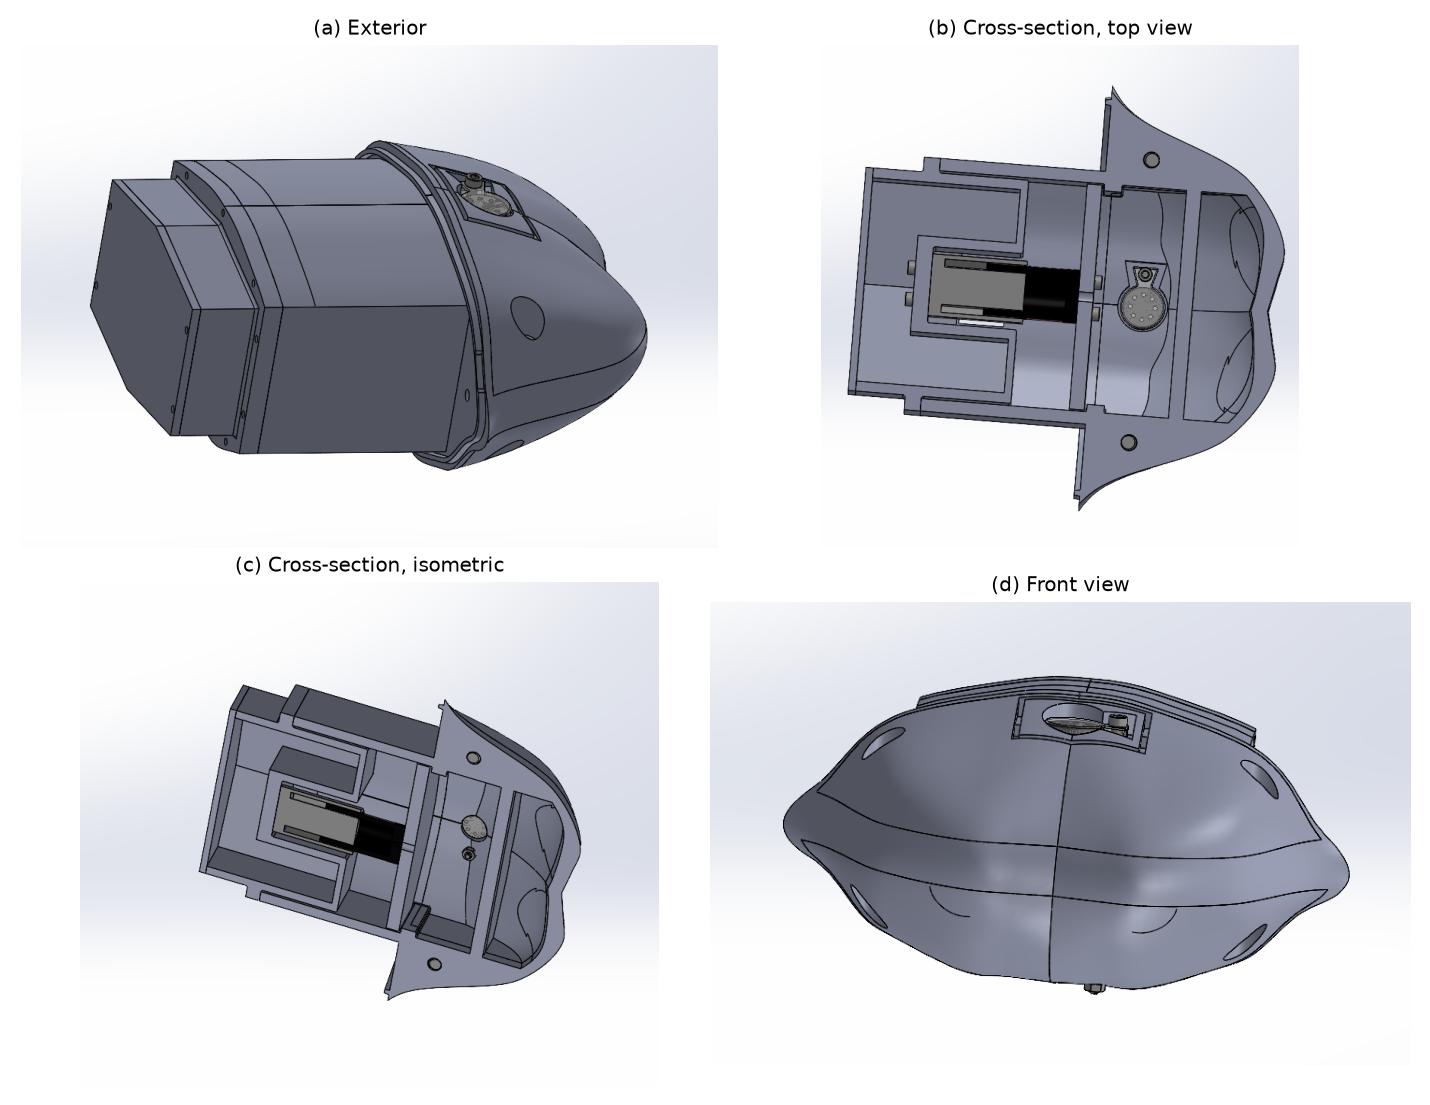 (a) Exterior
(b) Cross-section, top view
(c) Cross-section, isometric
(d) Front view